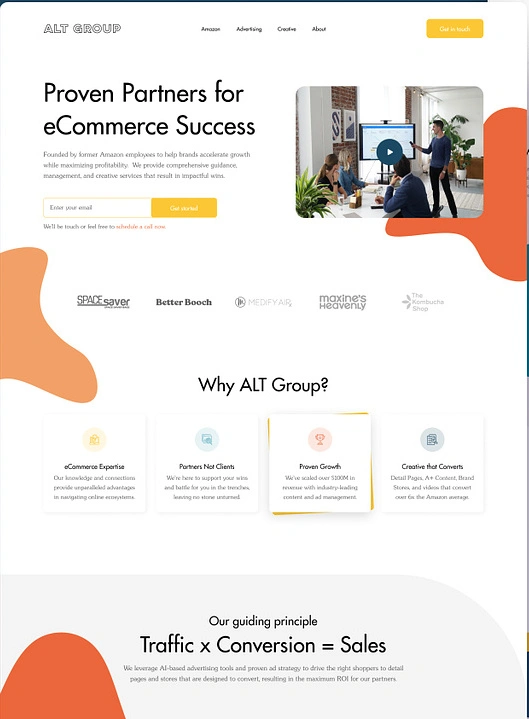 ALT GROUP
Amazon Advertising Creative About
Get in touch
Proven Partners for
eCommerce Success
Founded by former Amazon employees to help brands accelerate growth
while maximizing profitability. We provide comprehensive guidance,
management, and creative services that result in impactful wins.
Enter your email
Get started
We'll be touch or feel free to schedule a call now.
SPACE saver
Better Booch
MEDIFY AIR
maxine's
Heavenly
The
Kombucha
Shop
Why ALT Group?
eCommerce Expertise
Our knowledge and connections
provide unparalleled advantages
in navigating online ecosystems.
Partners Not Clients
We're here to support your wins
and battle for you in the trenches,
leaving no stone unturned.
Proven Growth
We've scaled over $100M in
revenue with industry-leading
content and ad management.
Creative that Converts
Detail Pages, A+ Content, Brand
Stores, and videos that convert
over 6x the Amazon average.
Our guiding principle
Traffic x Conversion = Sales
We leverage AI-based advertising tools and proven ad strategy to drive the right shoppers to detail
pages and stores that are designed to convert, resulting in the maximum ROI for our partners.